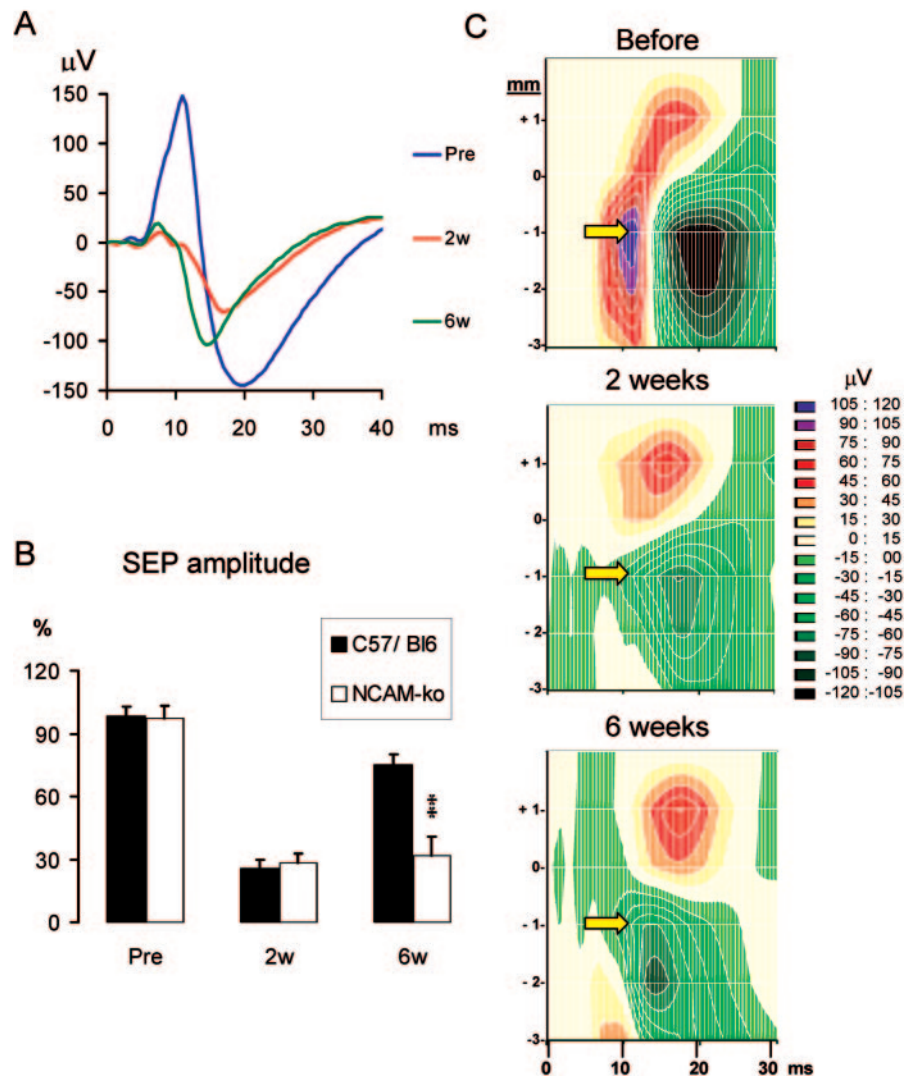 A
μV
150
100
50
0
-50
-100
-150
0 10 20 30 40 ms
Pre
2w
6w
B SEP amplitude
%
120
90
60
30
0
C57/ Bl6
NCAM-ko
***
Pre 2w 6w
C
Before
mm
+ 1
0
- 1
- 2
-3
0 10 20 30
2 weeks
+ 1
0
- 1
- 2
-3
6 weeks
+ 1
0
- 1
- 2
-3
0 10 20 30 ms
μV
105 : 120
90 : 105
75 : 90
60 : 75
45 : 60
30 : 45
15 : 30
0 : 15
-15 : 00
-30 : -15
-45 : -30
-60 : -45
-75 : -60
-90 : -75
-105 : -90
-120 : -105